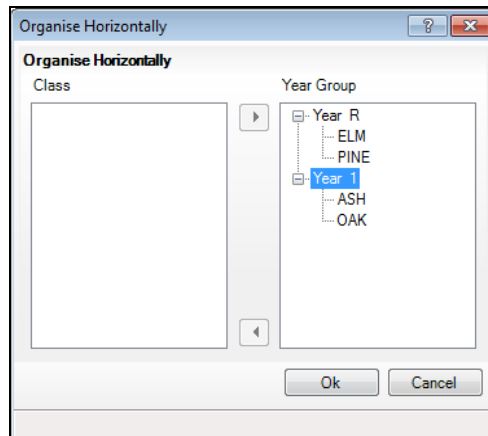 Organise Horizontally
Organise Horizontally
Class
Year Group
Year R
ELM
PINE
Year 1
ASH
OAK
Ok
Cancel